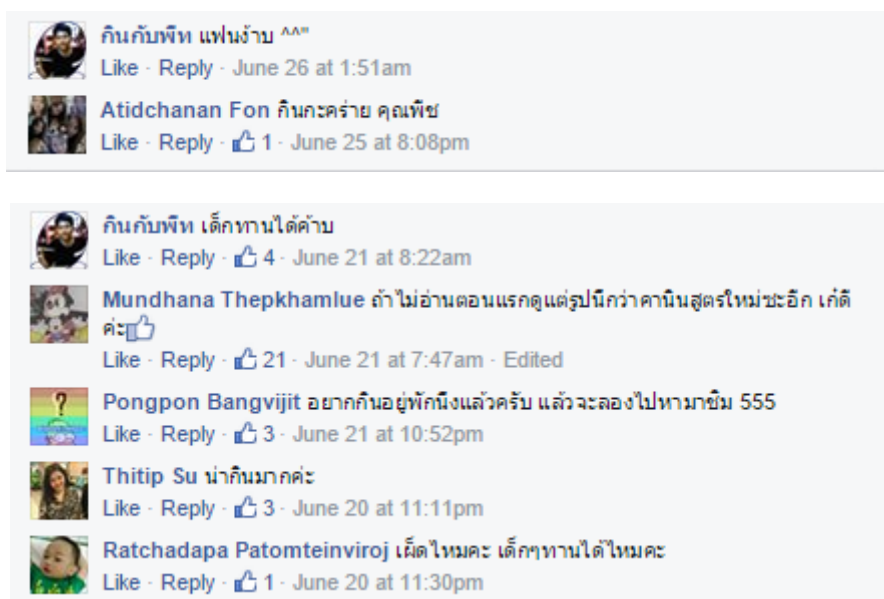 กินกับพีท แฟนง้าบ ^^"
Like · Reply · June 26 at 1:51am
Atidchanan Fon กินกะคร่าย คุณพีช
Like · Reply · 1 · June 25 at 8:08pm
กินกับพีท เด็กทานได้ค้าบ
Like · Reply · 4 · June 21 at 8:22am
Mundhana Thepkhamlue ถ้าไม่อ่านตอนแรกดูแต่รูปนึกว่าคานินสูตรใหม่ซะอีก เก๋ดี
ค่ะ
Like · Reply · 21 · June 21 at 7:47am · Edited
Pongpon Bangvijit อยากกินอยู่พักนึงแล้วครับ แล้วจะลองไปหามาชิม 555
Like · Reply · 3 · June 21 at 10:52pm
Thitip Su น่ากินมากค่ะ
Like · Reply · 3 · June 20 at 11:11pm
Ratchadapa Patomteinviroj เผ็ดไหมคะ เด็กๆทานได้ไหมคะ
Like · Reply · 1 · June 20 at 11:30pm